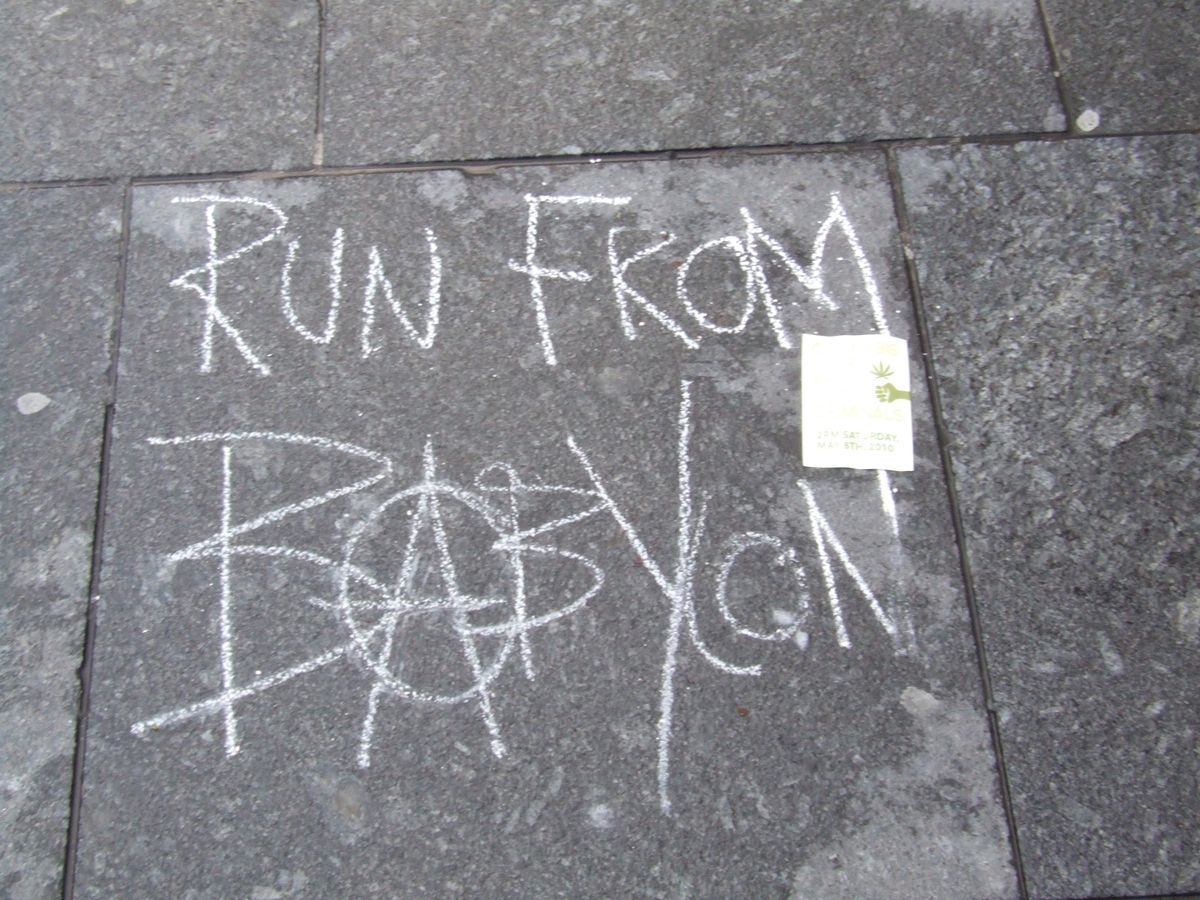 RUN FROM
BABYLON
2PM SATURDAY,
MAY 8TH, 2010